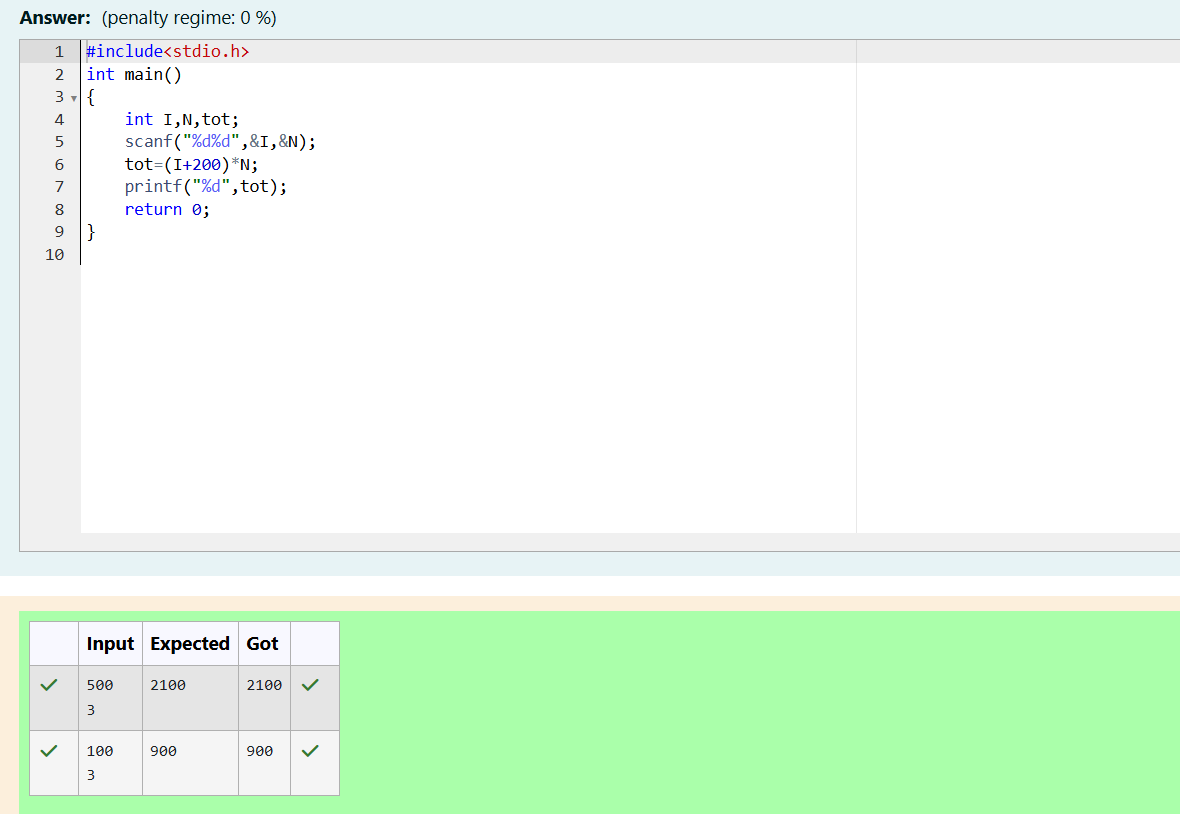 Answer: (penalty regime: 0 %)
1 #include<stdio.h>
2 int main()
3 {
4 int I,N,tot;
5 scanf("%d%d",&I,&N);
6 tot=(I+200)*N;
7 printf("%d",tot);
8 return 0;
9 }
10
Input Expected Got
500 2100 2100
3
100 900 900
3